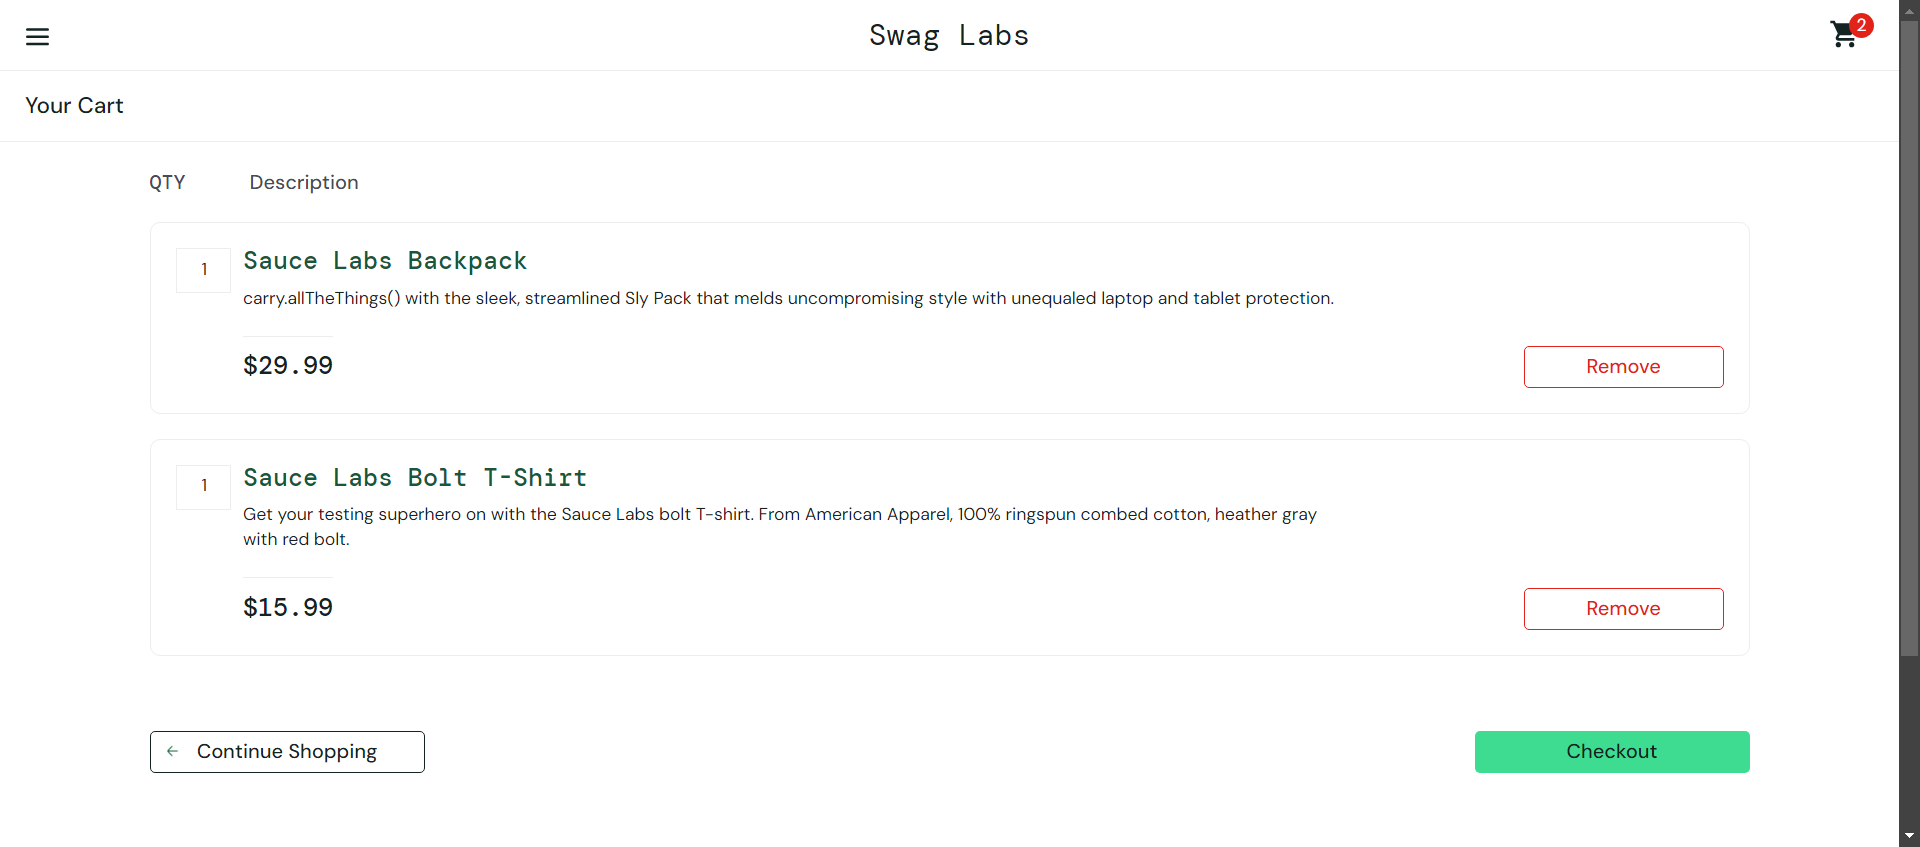 Swag Labs
2
Your Cart
QTY Description
1
Sauce Labs Backpack
carry.allTheThings() with the sleek, streamlined Sly Pack that melds uncompromising style with unequaled laptop and tablet protection.
$29.99
Remove
1
Sauce Labs Bolt T-Shirt
Get your testing superhero on with the Sauce Labs bolt T-shirt. From American Apparel, 100% ringspun combed cotton, heather gray
with red bolt.
$15.99
Remove
Continue Shopping
Checkout